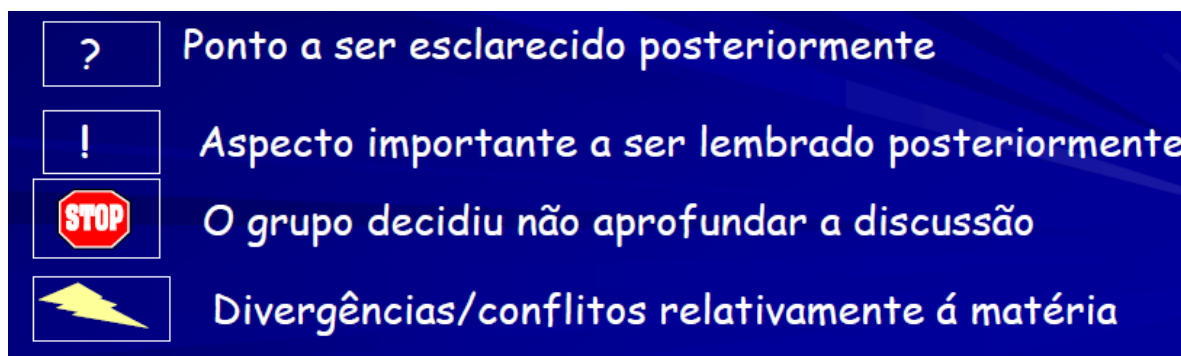 ? Ponto a ser esclarecido posteriormente
! Aspecto importante a ser lembrado posteriormente
STOP O grupo decidiu não aprofundar a discussão
Divergências/conflitos relativamente á matéria